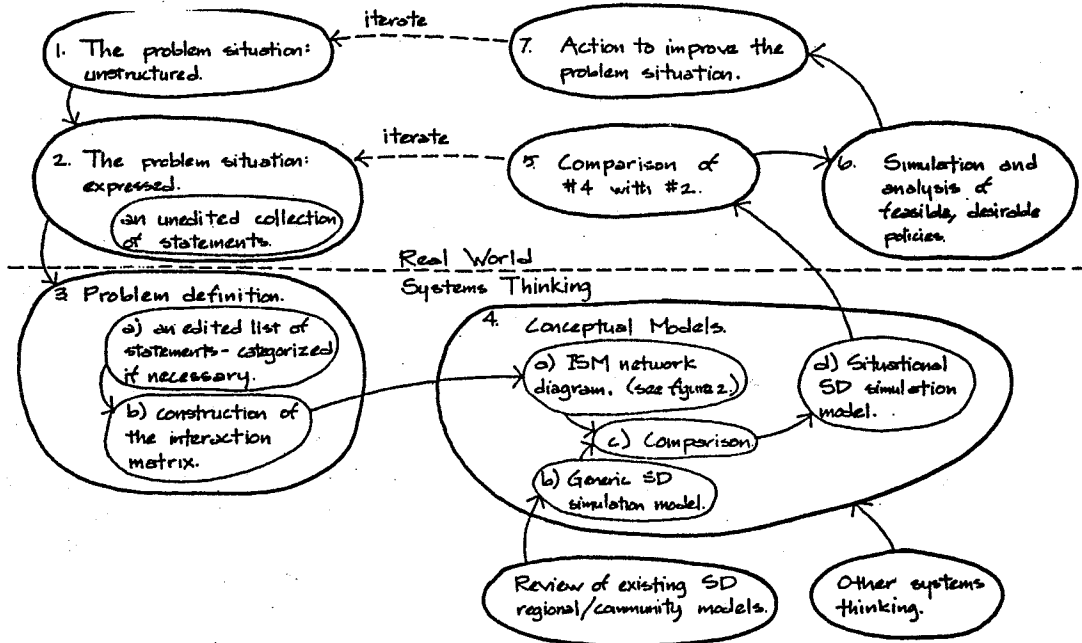 iterate
1. The problem situation:
unstructured.
7. Action to improve the
problem situation.
2. The problem situation:
expressed.
an unedited collection
of statements.
iterate
5. Comparison of
#4 with #2.
6. Simulation and
analysis of
feasible, desirable
policies.
Real World
Systems Thinking
3. Problem definition.
a) an edited list of
statements - categorized
if necessary.
b) construction of
the interaction
matrix.
4. Conceptual Models.
a) ISM network
diagram. (see figure 2.)
c) Comparison.
b) Generic SD
simulation model.
d) Situational
SD simulation
model.
Review of existing SD
regional/community models.
Other systems
thinking.